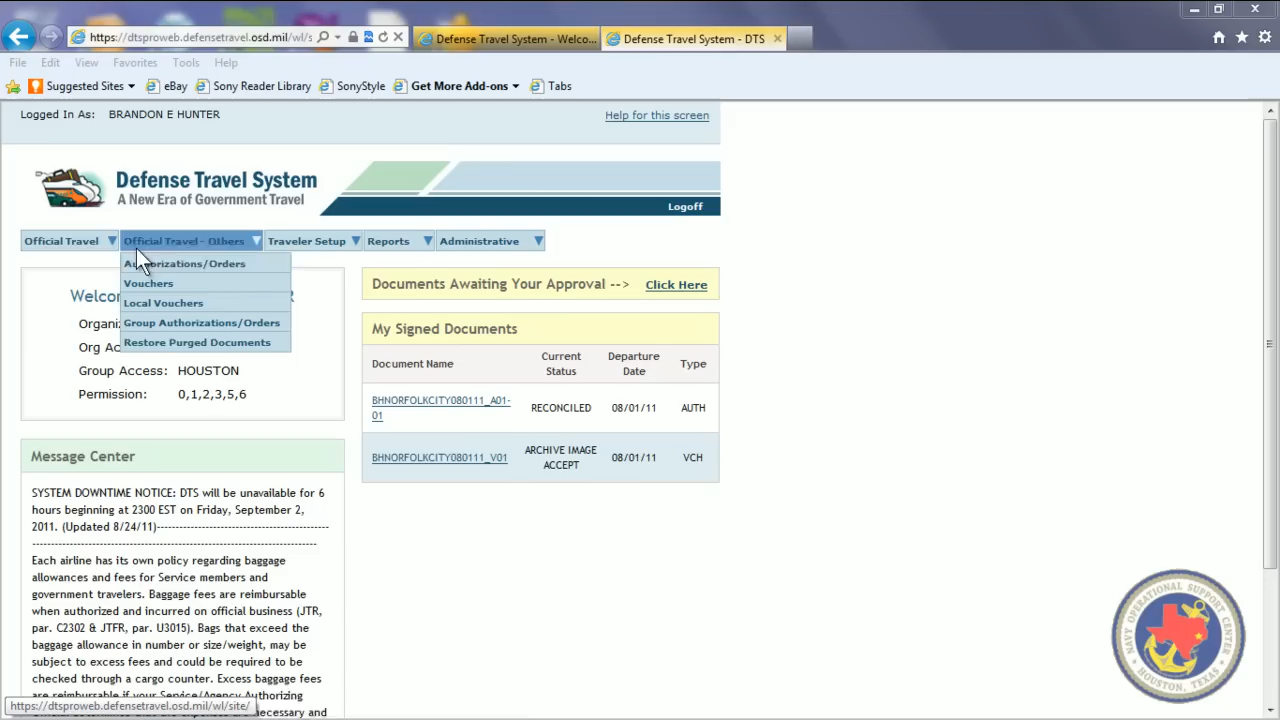 https://dtsproweb.defensetravel.osd.mil/wl/s
Defense Travel System - Welco...
Defense Travel System - DTS
File Edit View Favorites Tools Help
Suggested Sites eBay Sony Reader Library SonyStyle Get More Add-ons Tabs
Logged In As: BRANDON E HUNTER
Help for this screen
Defense Travel System
A New Era of Government Travel
Logoff
Official Travel Official Travel - Others Traveler Setup Reports Administrative
Authorizations/Orders
Vouchers
Local Vouchers
Group Authorizations/Orders
Restore Purged Documents
Welco
R
Organiz
Org Ac
Group Access: HOUSTON
Permission: 0,1,2,3,5,6
Documents Awaiting Your Approval --> Click Here
My Signed Documents
Document Name Current Status Departure Date Type
BHNORFOLKCITY080111_A01-01 RECONCILED 08/01/11 AUTH
BHNORFOLKCITY080111_V01 ARCHIVE IMAGE ACCEPT 08/01/11 VCH
Message Center
SYSTEM DOWNTIME NOTICE: DTS will be unavailable for 6
hours beginning at 2300 EST on Friday, September 2,
2011. (Updated 8/24/11)-----------------------------------
--------------------------------------------------------
Each airline has its own policy regarding baggage
allowances and fees for Service members and
government travelers. Baggage fees are reimbursable
when authorized and incurred on official business (JTR,
par. C2302 & JTFR, par. U3015). Bags that exceed the
baggage allowance in number or size/weight, may be
subject to excess fees and could be required to be
checked through a cargo counter. Excess baggage fees
are reimbursable if your Service/Agency Authorizing
Official determines that the expenses are necessary and
https://dtsproweb.defensetravel.osd.mil/wl/site/
NAVY OPERATIONAL SUPPORT CENTER
HOUSTON, TEXAS